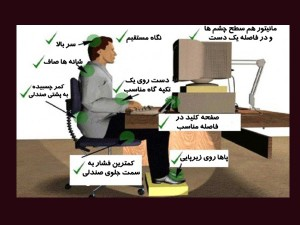 مانیتور هم سطح چشم ها
و در فاصله یک دست
نگاه مستقیم
سر بالا
شانه ها صاف
دست روی یک
تکیه گاه مناسب
کمر چسبیده
به پشتی صندلی
صفحه کلید در
فاصله مناسب
پاها روی زیرپایی
کمترین فشار به
سمت جلوی صندلی